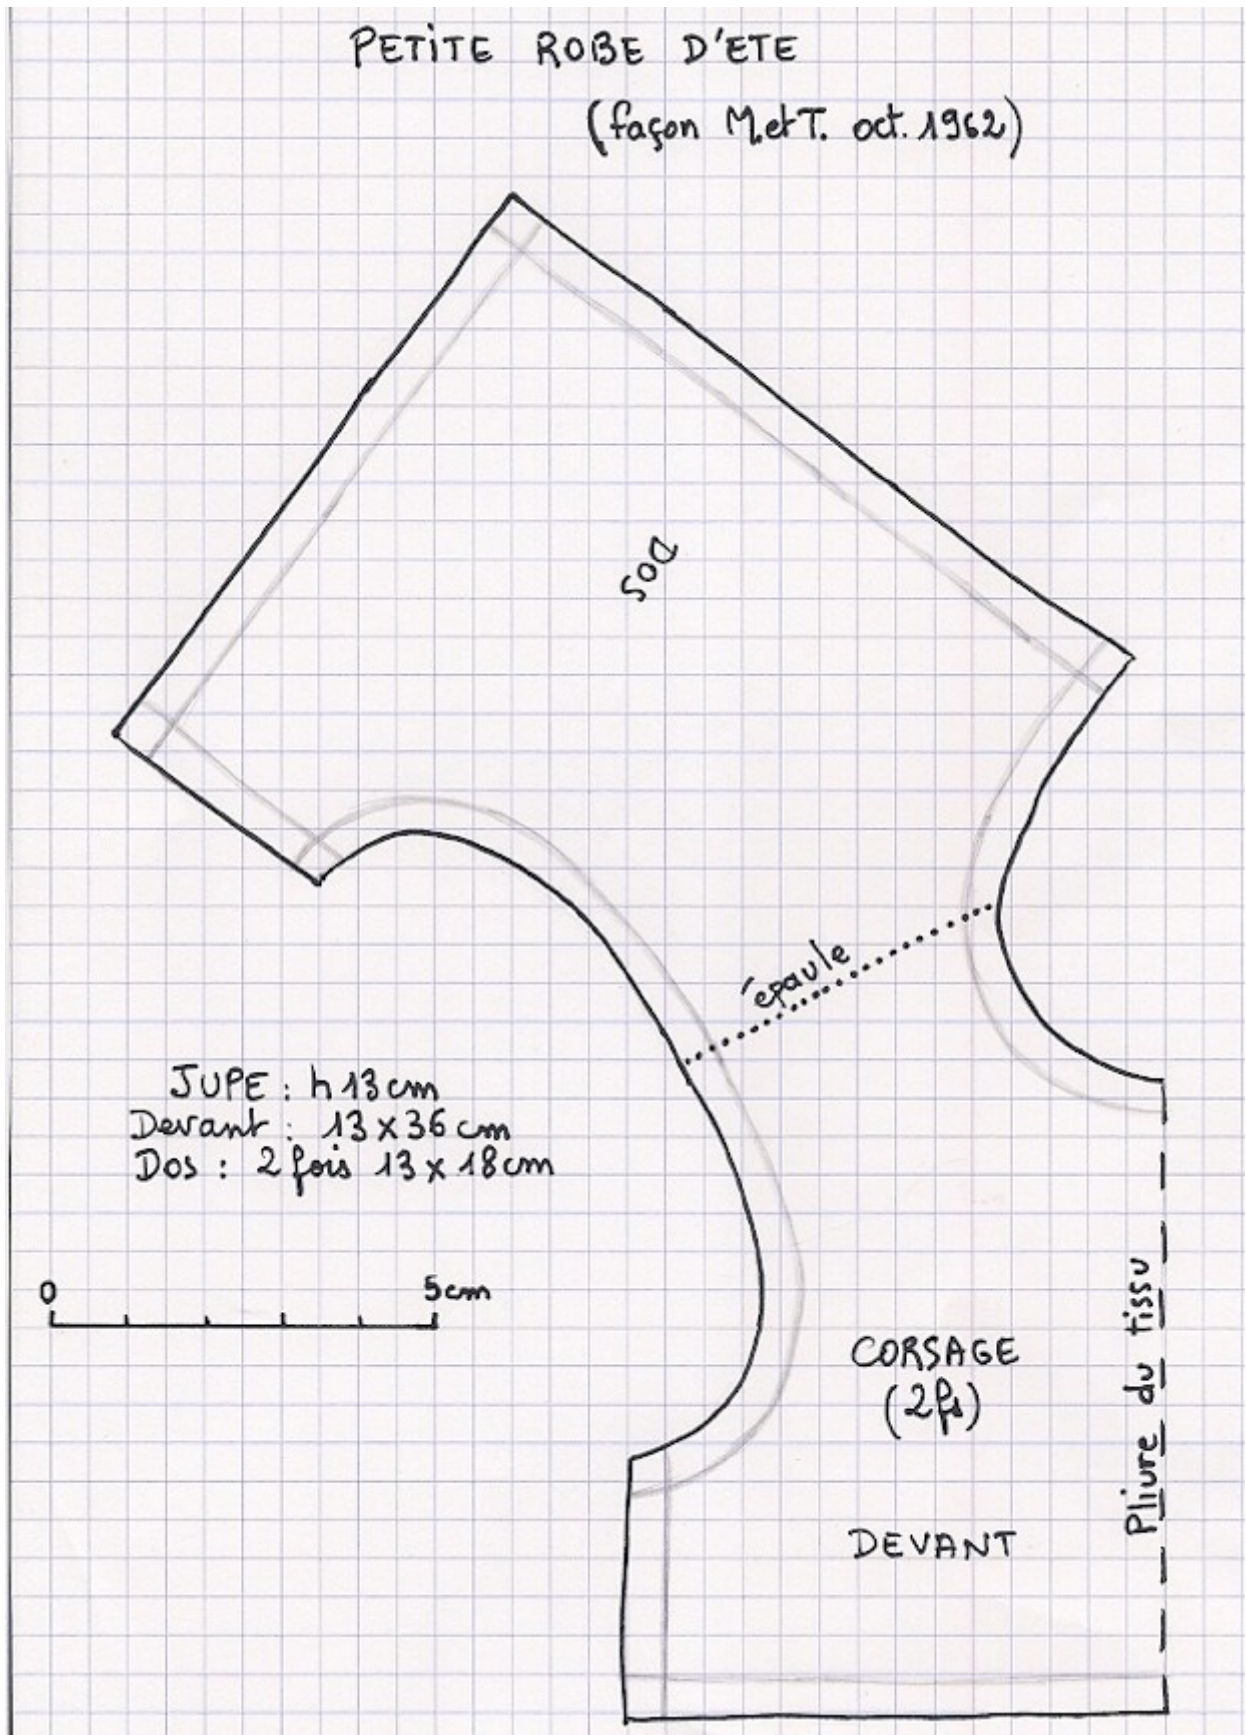 PETITE ROBE D'ETE
(façon M.etT. oct. 1962)
Dos
épaule
JUPE : h 13 cm
Devant : 13 x 36 cm
Dos : 2 fois 13 x 18 cm
0 5cm
CORSAGE
(2fs)
DEVANT
Pliure du tissu